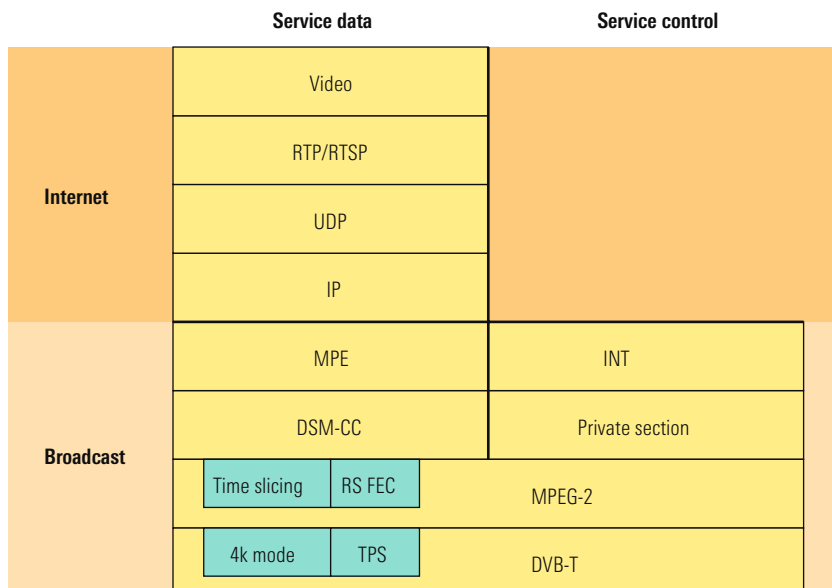 Service data
Service control
Internet
Video
RTP/RTSP
UDP
IP
Broadcast
MPE
INT
DSM-CC
Private section
Time slicing
RS FEC
MPEG-2
4k mode
TPS
DVB-T